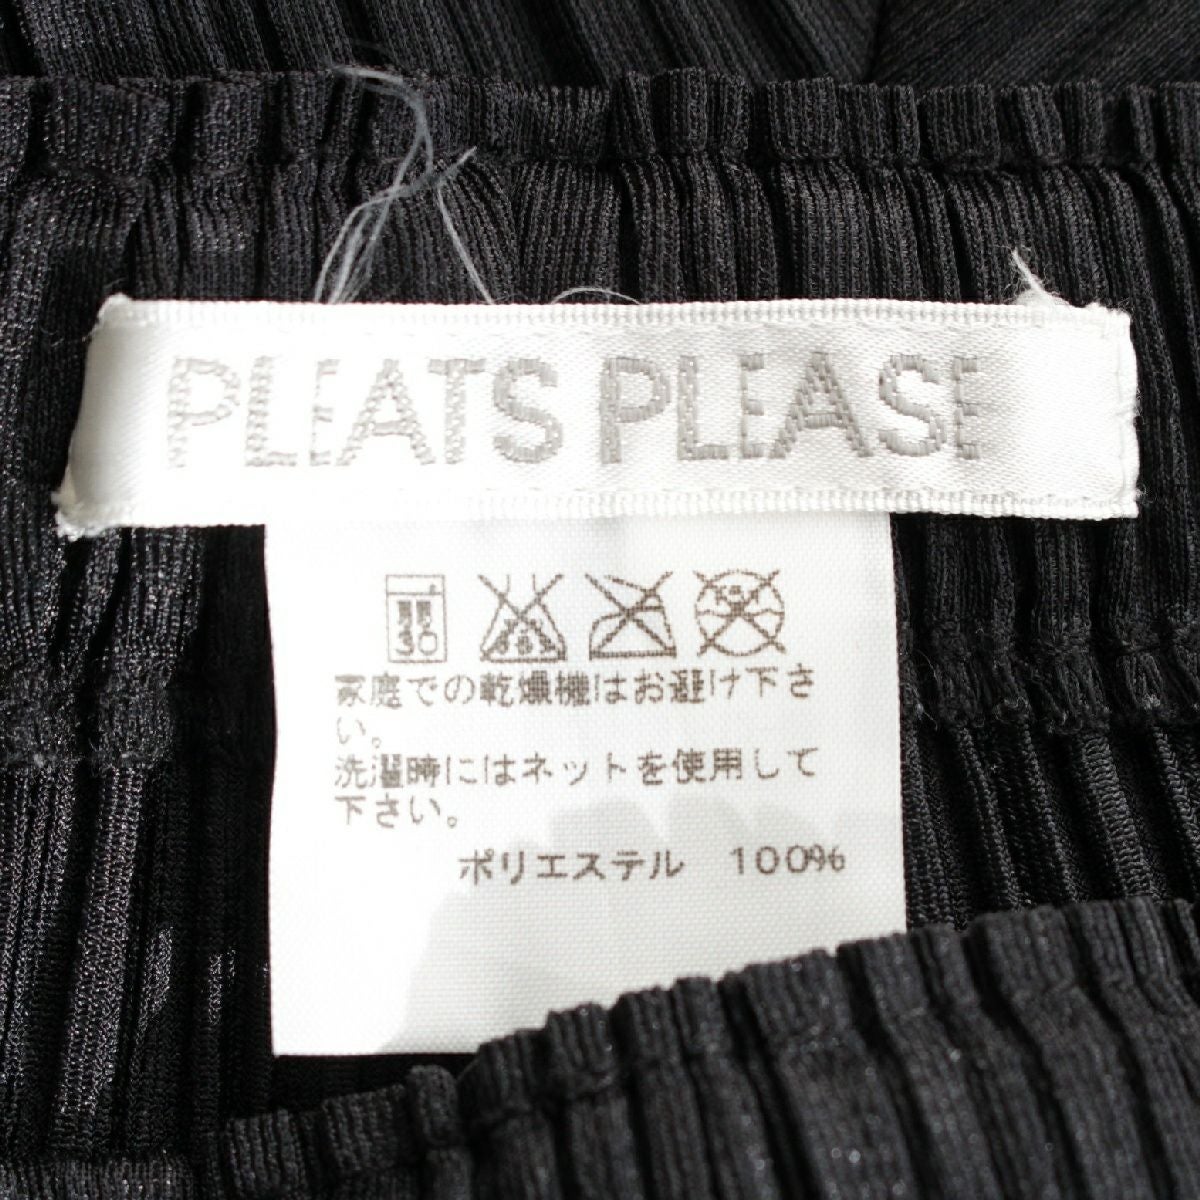 PLEATS PLEASE
30
家庭での乾燥機はお避け下さ
い。
洗濯時にはネットを使用して
下さい。
ポリエステル 100%